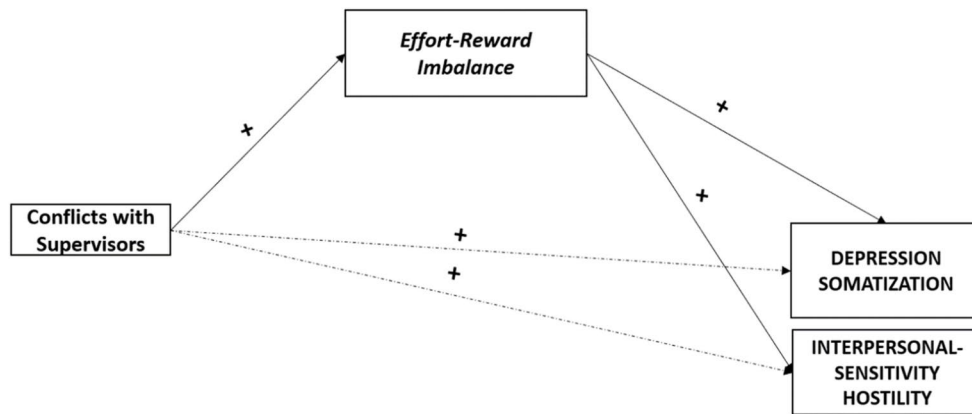 Effort-Reward
Imbalance
+
+
+
Conflicts with
Supervisors
+
+
DEPRESSION
SOMATIZATION
INTERPERSONAL-
SENSITIVITY
HOSTILITY